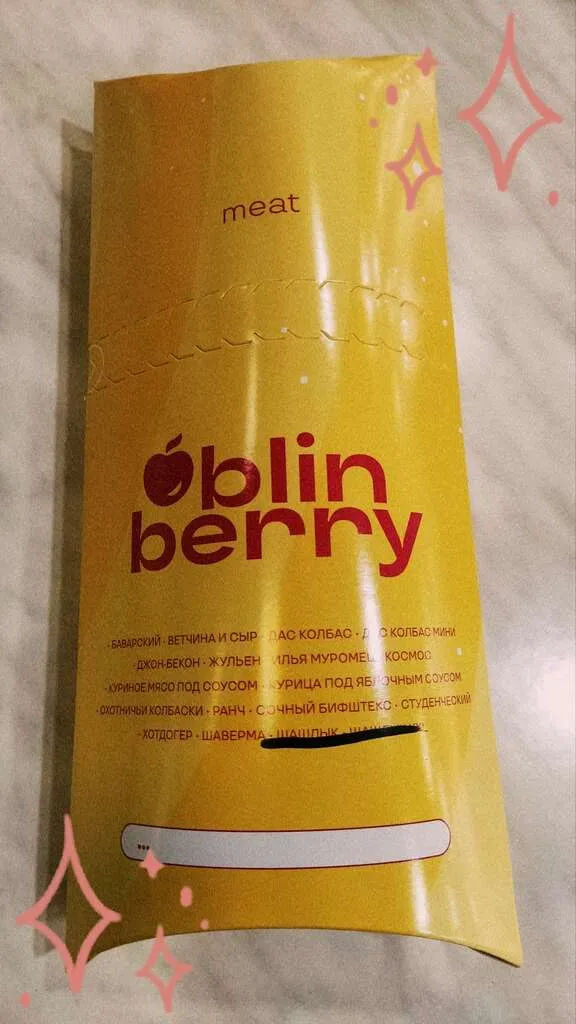 meat
blin
berry
· БАВАРСКИЙ · ВЕТЧИНА И СЫР · ДАС КОЛБАС · ДАС КОЛБАС МИНИ
· ДЖОН-БЕКОН · ЖУЛЬЕН · ИЛЬЯ МУРОМЕЦ · КОСМОС
· КУРИНОЕ МЯСО ПОД СОУСОМ · КУРИЦА ПОД ЯБЛОЧНЫМ СОУСОМ
· ОХОТНИЧЬИ КОЛБАСКИ · РАНЧ · СОЧНЫЙ БИФШТЕКС · СТУДЕНЧЕСКИЙ
· ХОТДОГЕР · ШАВЕРМА · ШАШЛЫК ·
...